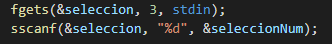 fgets(&seleccion, 3, stdin);
sscanf(&seleccion, "%d", &seleccionNum);